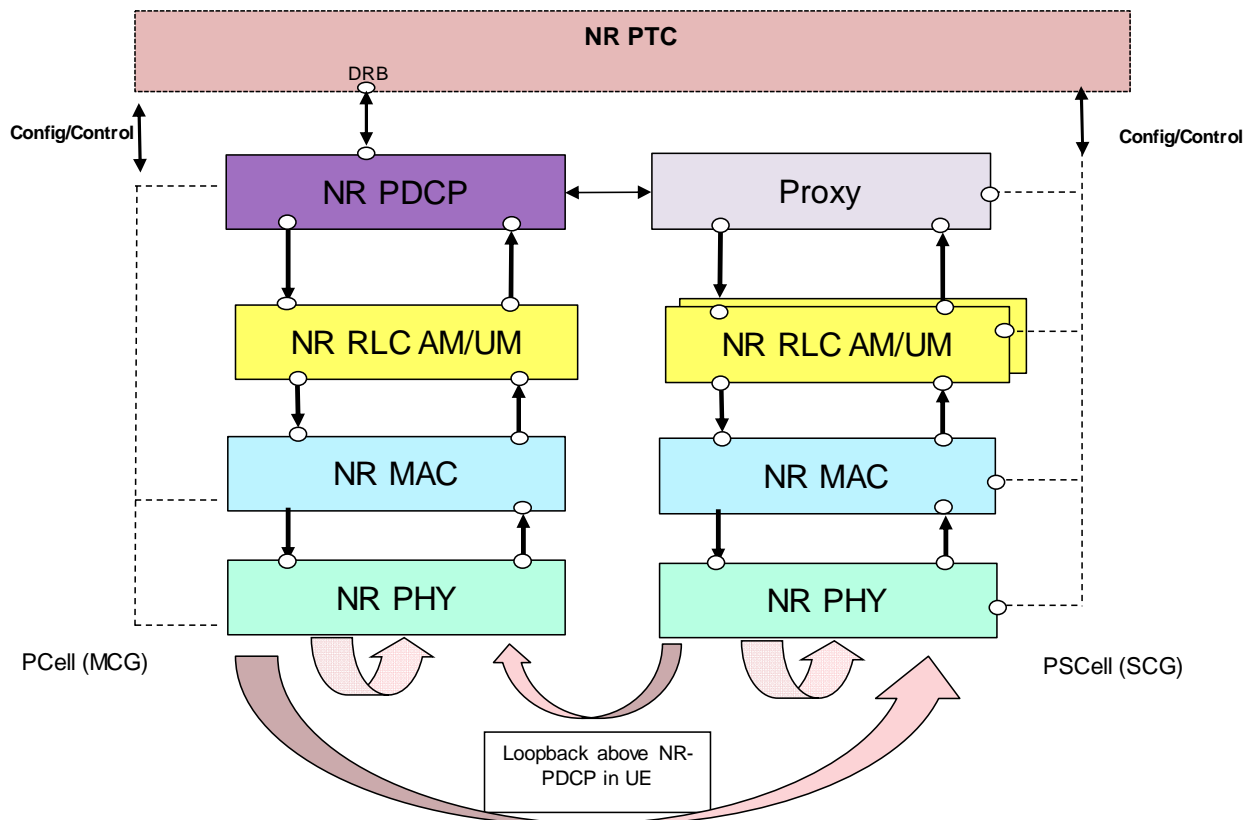 NR PTC
DRB
Config/Control
Config/Control
NR PDCP
Proxy
NR RLC AM/UM
NR RLC AM/UM
NR MAC
NR MAC
NR PHY
NR PHY
PCell (MCG)
PSCell (SCG)
Loopback above NR-
PDCP in UE